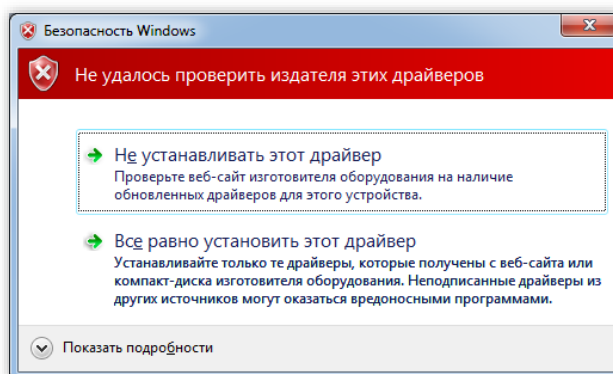 Безопасность Windows
Не удалось проверить издателя этих драйверов
Не устанавливать этот драйвер
Проверьте веб-сайт изготовителя оборудования на наличие
обновленных драйверов для этого устройства.
Все равно установить этот драйвер
Устанавливайте только те драйверы, которые получены с веб-сайта или
компакт-диска изготовителя оборудования. Неподписанные драйверы из
других источников могут оказаться вредоносными программами.
Показать подробности